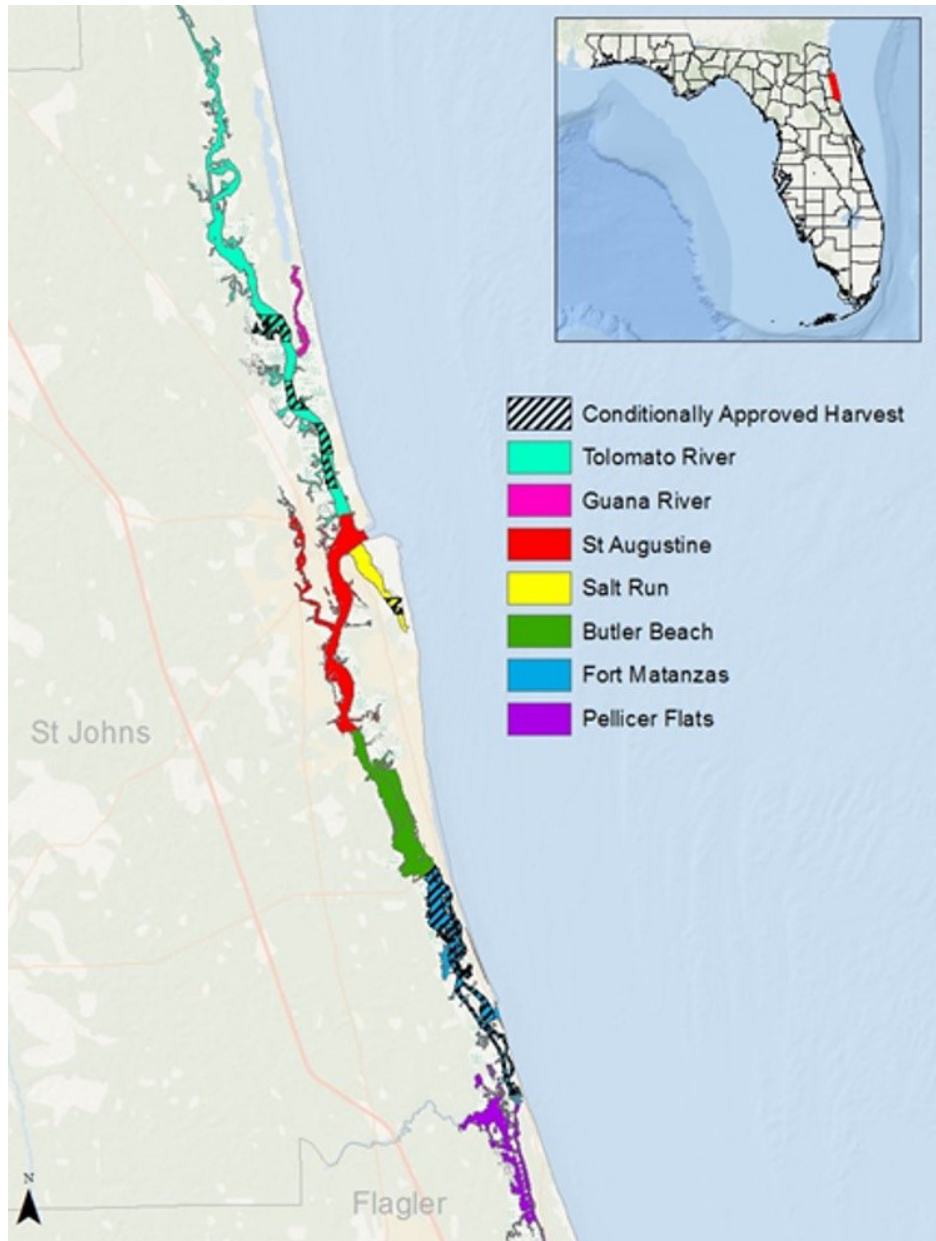 Conditionally Approved Harvest
Tolomato River
Guana River
St Augustine
Salt Run
Butler Beach
Fort Matanzas
Pellicer Flats
St Johns
Flagler
N